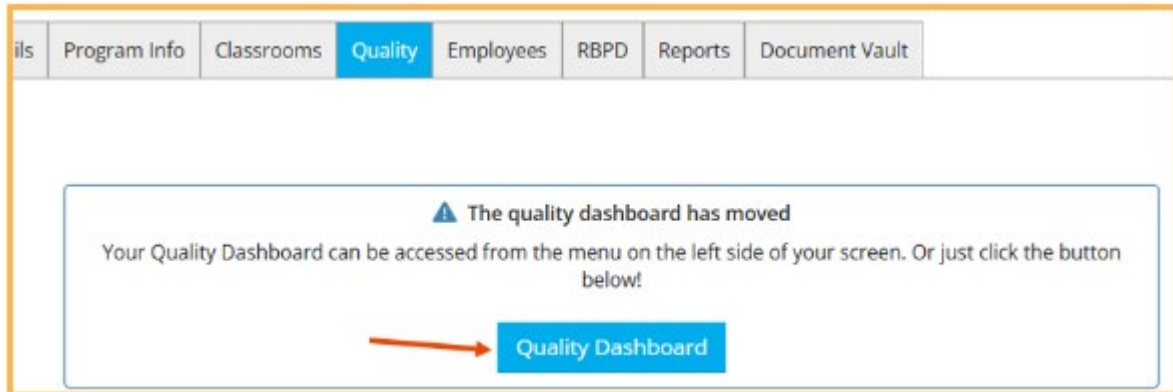 ils Program Info Classrooms Quality Employees RBPD Reports Document Vault
The quality dashboard has moved
Your Quality Dashboard can be accessed from the menu on the left side of your screen. Or just click the button
below!
Quality Dashboard